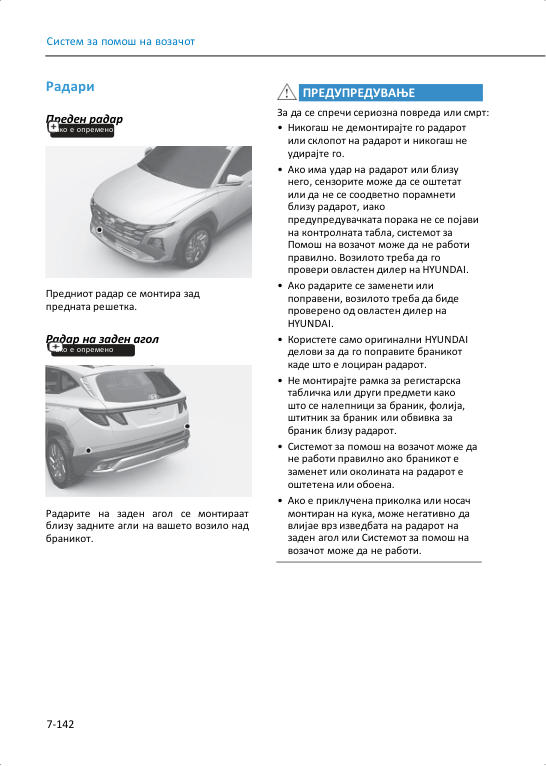 Систем за помош на возачот
Радари
Преден радар
Ако е опремено
Предниот радар се монтира зад
предната решетка.
Радар на заден агол
Ако е опремено
Радарите на заден агол се монтираат
близу задните агли на вашето возило над
браникот.
ПРЕДУПРЕДУВАЊЕ
За да се спречи сериозна повреда или смрт:
• Никогаш не демонтирајте го радарот
или склопот на радарот и никогаш не
удирајте го.
• Ако има удар на радарот или близу
него, сензорите може да се оштетат
или да не се соодветно порамнети
близу радарот, иако
предупредувачката порака не се појави
на контролната табла, системот за
Помош на возачот може да не работи
правилно. Возилото треба да го
провери овластен дилер на HYUNDAI.
• Ако радарите се заменети или
поправени, возилото треба да биде
проверено од овластен дилер на
HYUNDAI.
• Користете само оригинални HYUNDAI
делови за да го поправите браникот
каде што е лоциран радарот.
• Не монтирајте рамка за регистарска
табличка или други предмети како
што се налепници за браник, фолија,
штитник за браник или обвивка за
браник близу радарот.
• Системот за помош на возачот може да
не работи правилно ако браникот е
заменет или околината на радарот е
оштетена или обоена.
• Ако е приклучена приколка или носач
монтиран на кука, може негативно да
влијае врз изведбата на радарот на
заден агол или Системот за помош на
возачот може да не работи.
7-142